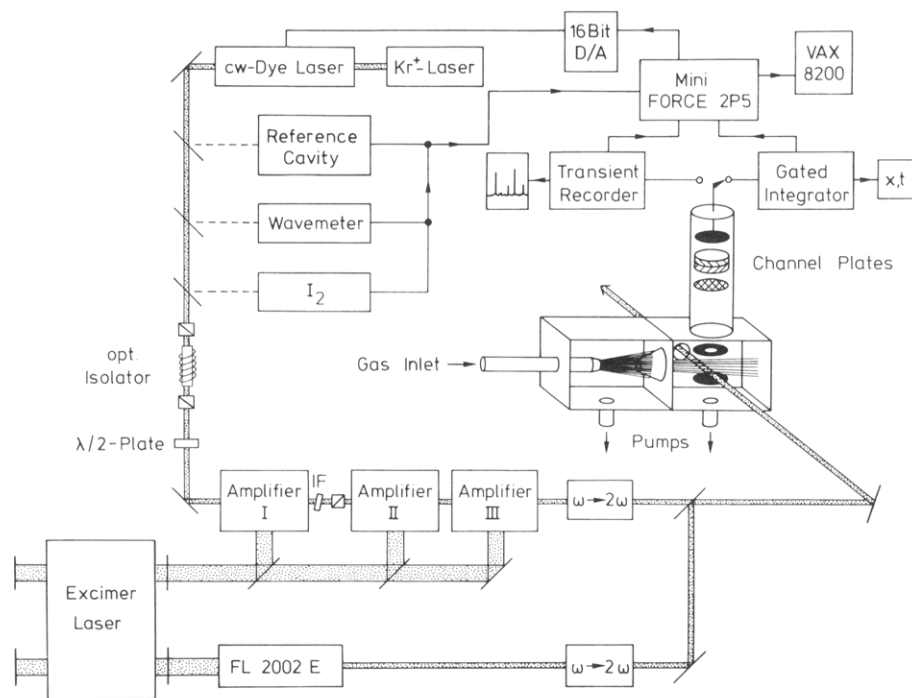 16Bit
D/A
VAX
8200
cw-Dye Laser
Kr⁺-Laser
Mini
FORCE 2P5
Reference
Cavity
Transient
Recorder
Gated
Integrator
x,t
Wavemeter
Channel Plates
I₂
opt.
Isolator
Gas Inlet
λ/2-Plate
Pumps
Amplifier
I
IF
Amplifier
II
Amplifier
III
ω→2ω
Excimer
Laser
FL 2002 E
ω→2ω